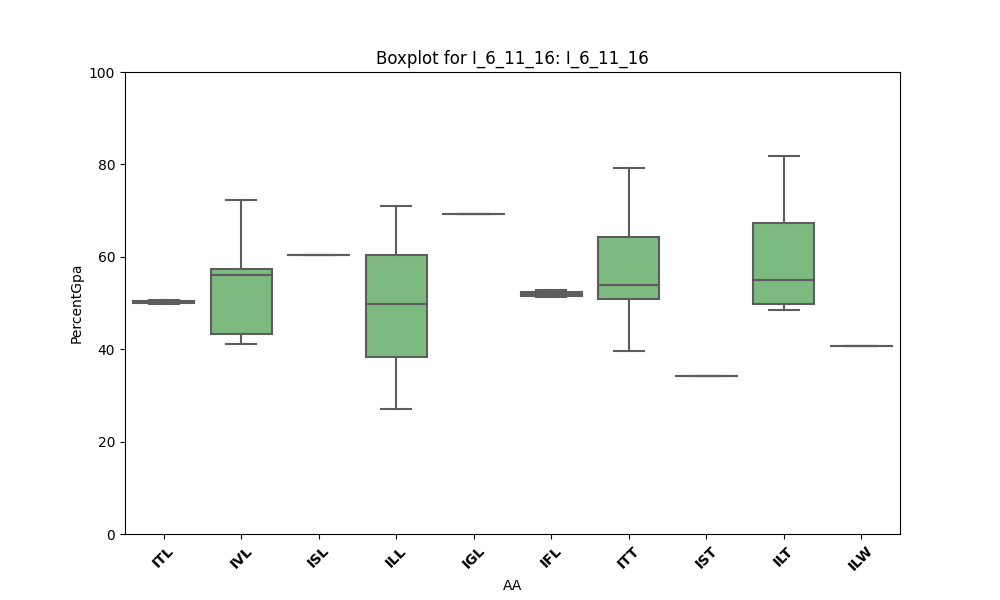 Boxplot for I_6_11_16: I_6_11_16
PercentGpa
100
80
60
40
20
0
ITL
IVL
ISL
ILL
IGL
IFL
ITT
IST
ILT
ILW
AA